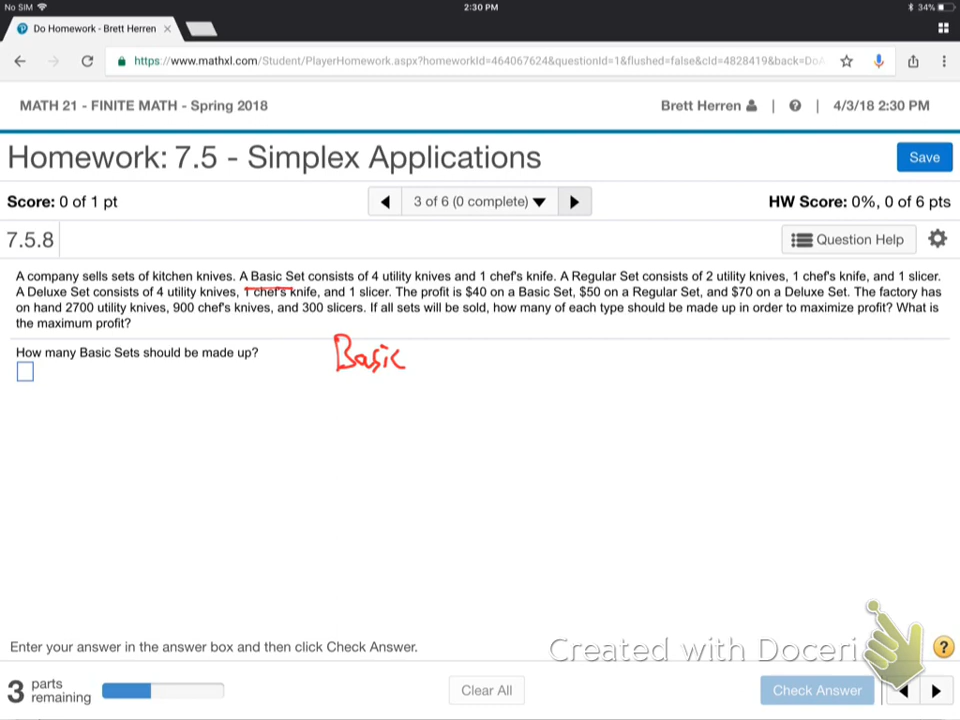 No SIM 2:30 PM 34%
Do Homework - Brett Herren
https://www.mathxl.com/Student/PlayerHomework.aspx?homeworkId=464067624&questionId=1&flushed=false&cId=4828419&back=DoA
MATH 21 - FINITE MATH - Spring 2018 Brett Herren | ? | 4/3/18 2:30 PM
Homework: 7.5 - Simplex Applications Save
Score: 0 of 1 pt 3 of 6 (0 complete) HW Score: 0%, 0 of 6 pts
7.5.8 Question Help
A company sells sets of kitchen knives. A Basic Set consists of 4 utility knives and 1 chef's knife. A Regular Set consists of 2 utility knives, 1 chef's knife, and 1 slicer.
A Deluxe Set consists of 4 utility knives, 1 chef's knife, and 1 slicer. The profit is $40 on a Basic Set, $50 on a Regular Set, and $70 on a Deluxe Set. The factory has
on hand 2700 utility knives, 900 chef's knives, and 300 slicers. If all sets will be sold, how many of each type should be made up in order to maximize profit? What is
the maximum profit?
How many Basic Sets should be made up?
Basic
Enter your answer in the answer box and then click Check Answer.
Created with Doceri
?
3 parts remaining Clear All Check Answer